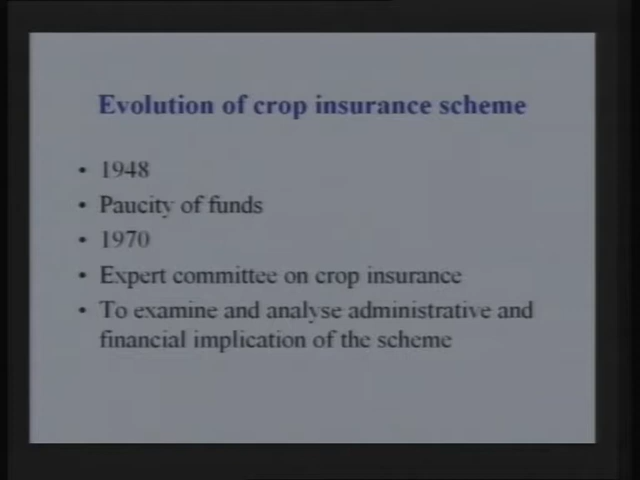 Evolution of crop insurance scheme
• 1948
• Paucity of funds
• 1970
• Expert committee on crop insurance
• To examine and analyse administrative and
financial implication of the scheme